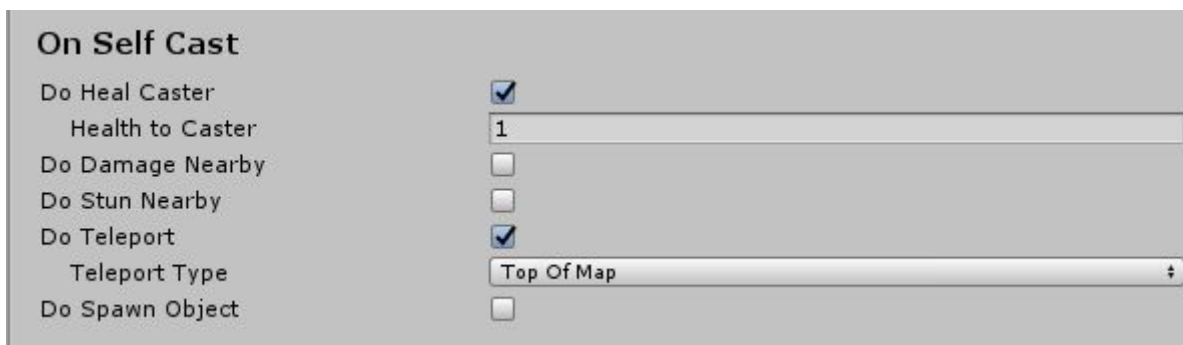 On Self Cast
Do Heal Caster
Health to Caster 1
Do Damage Nearby
Do Stun Nearby
Do Teleport
Teleport Type Top Of Map
Do Spawn Object